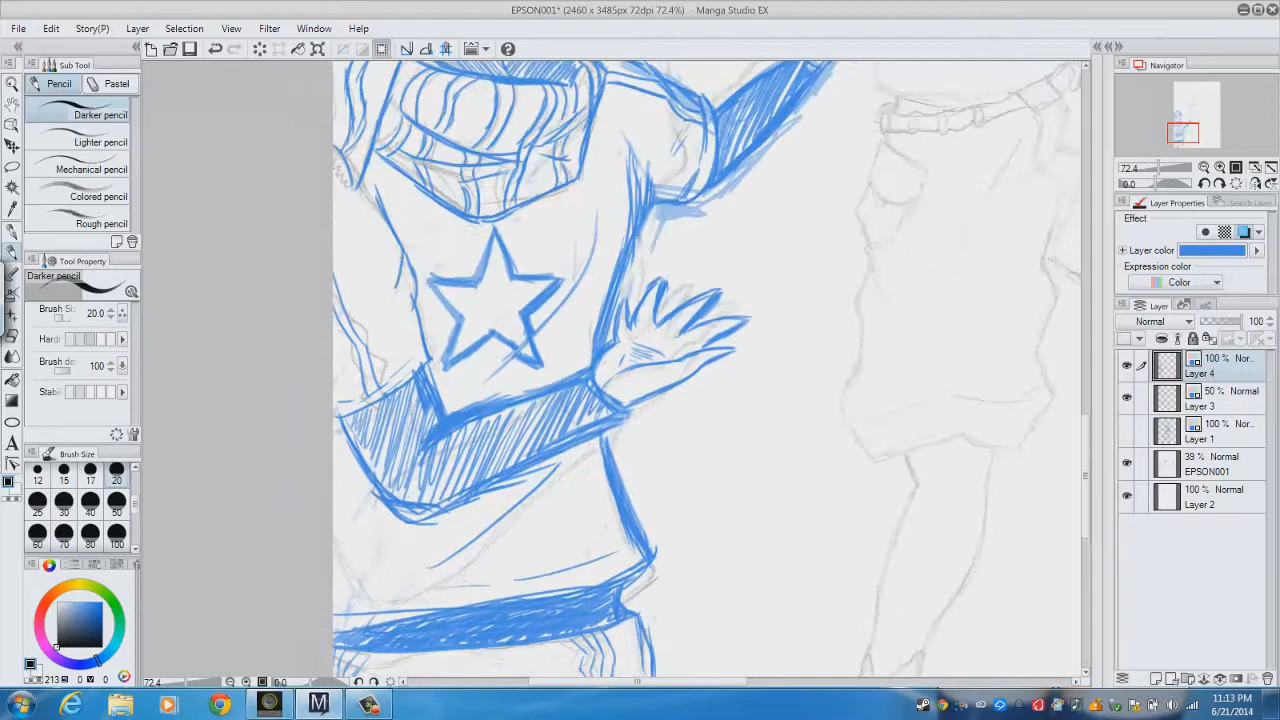 EPSON001* (2460 x 3485px 72dpi 72.4%) - Manga Studio EX
File Edit Story(P) Layer Selection View Filter Window Help
Sub Tool
Pencil Pastel
Darker pencil
Lighter pencil
Mechanical pencil
Colored pencil
Rough pencil
Tool Property
Darker pencil
Brush Si: 20.0
Hard
Brush de 100
Stabil
Brush Size
12 15 17 20
25 30 40 50
60 70 80 100
213 S 0 V 0
72.4 0.0
Navigator
72.4
0.0
Layer Properties Search Layer
Effect
Layer color
Expression color
Color
Layer
Normal 100
100 % Nor...
Layer 4
50 % Normal
Layer 3
100 % Nor...
Layer 1
39 % Normal
EPSON001
100 % Normal
Layer 2
11:13 PM
6/21/2014